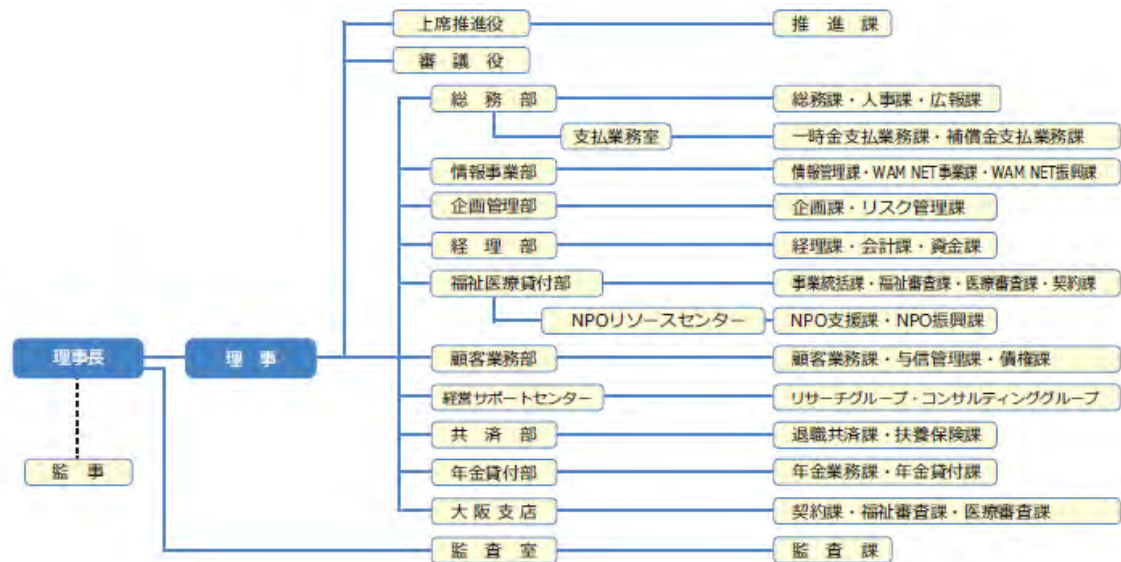 上席推進役 推進課
審議役
総務部 総務課・人事課・広報課
支払業務室 一時金支払業務課・補償金支払業務課
情報事業部 情報管理課・WAM NET事業課・WAM NET振興課
企画管理部 企画課・リスク管理課
経理部 経理課・会計課・資金課
福祉医療貸付部 事業統括課・福祉審査課・医療審査課・契約課
NPOリソースセンター NPO支援課・NPO振興課
理事長 理事 顧客業務部 顧客業務課・与信管理課・債権課
経営サポートセンター リサーチグループ・コンサルティンググループ
共済部 退職共済課・扶養保険課
監事 年金貸付部 年金業務課・年金貸付課
大阪支店 契約課・福祉審査課・医療審査課
監査室 監査課